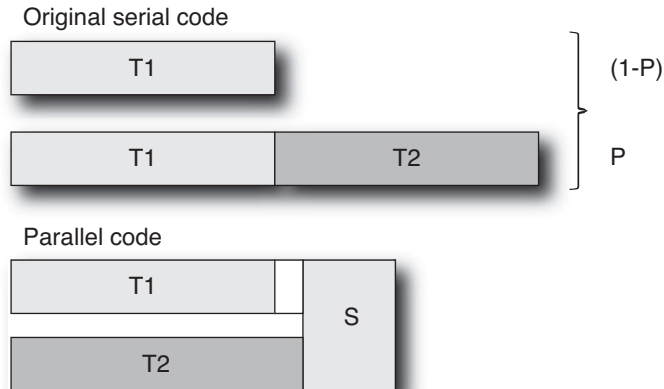 Original serial code
T1
(1-P)
T1 T2
P
Parallel code
T1
S
T2